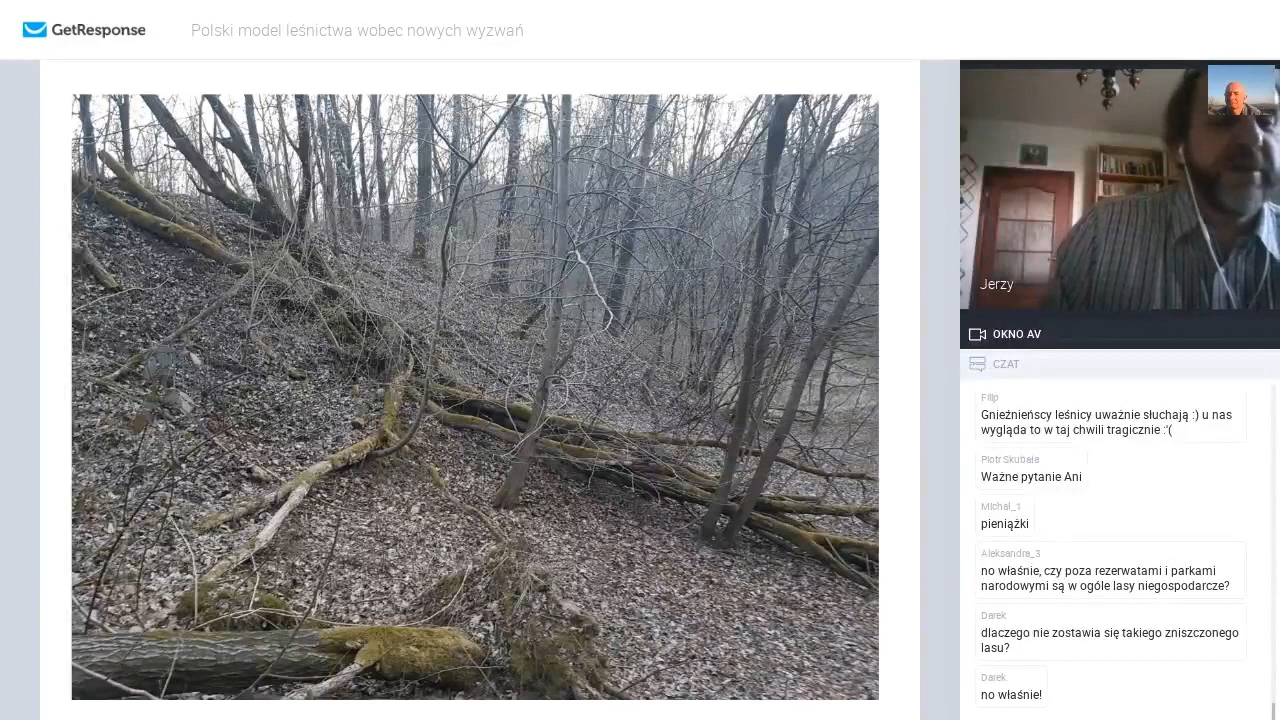 GetResponse
Polski model leśnictwa wobec nowych wyzwań
Jerzy
OKNO AV
CZAT
Filip
Gnieźnieńscy leśnicy uważnie słuchają :) u nas
wygląda to w taj chwili tragicznie :'(
Piotr Skubała
Ważne pytanie Ani
Michał_1
pieniążki
Aleksandra_3
no właśnie, czy poza rezerwatami i parkami
narodowymi są w ogóle lasy niegospodarcze?
Darek
dlaczego nie zostawia się takiego zniszczonego
lasu?
Darek
no właśnie!